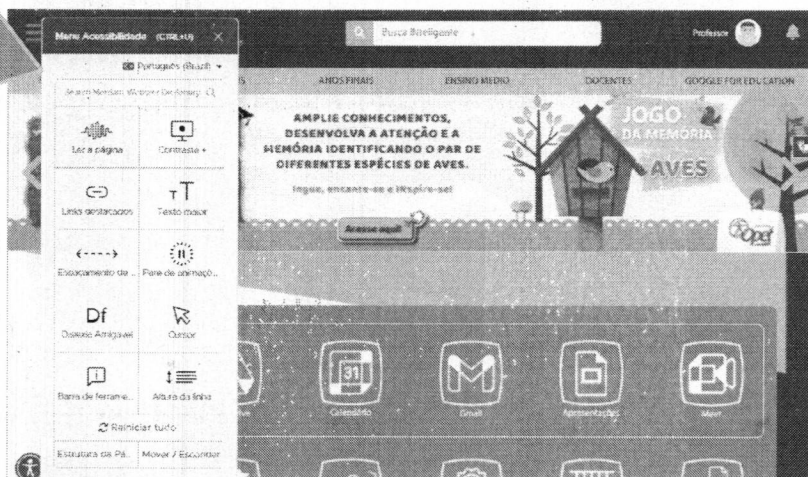 Menu Acessibilidade (CTRL+U)
Português (Brazil)
Ler a página
Contraste +
Links destacados
Texto maior
Espaçamento de ...
Pare de animaçõ...
Df
Dislexia Amigável
Cursor
Barra de ferrame...
Altura da linha
Reiniciar tudo
Estrutura da Pá...
Mover / Esconder
Busca Inteligente
Professor
ANOS FINAIS
ENSINO MEDIO
DOCENTES
GOOGLE FOR EDUCATION
AMPLIE CONHECIMENTOS,
DESENVOLVA A ATENÇÃO E A
MEMÓRIA IDENTIFICANDO O PAR DE
DIFERENTES ESPÉCIES DE AVES.
Jogue, encante-se e INspire-se!
Acesse aqui!
JOGO
DA MEMÓRIA
AVES
Opet
31
Calendário
Gmail
Apresentações
Meet